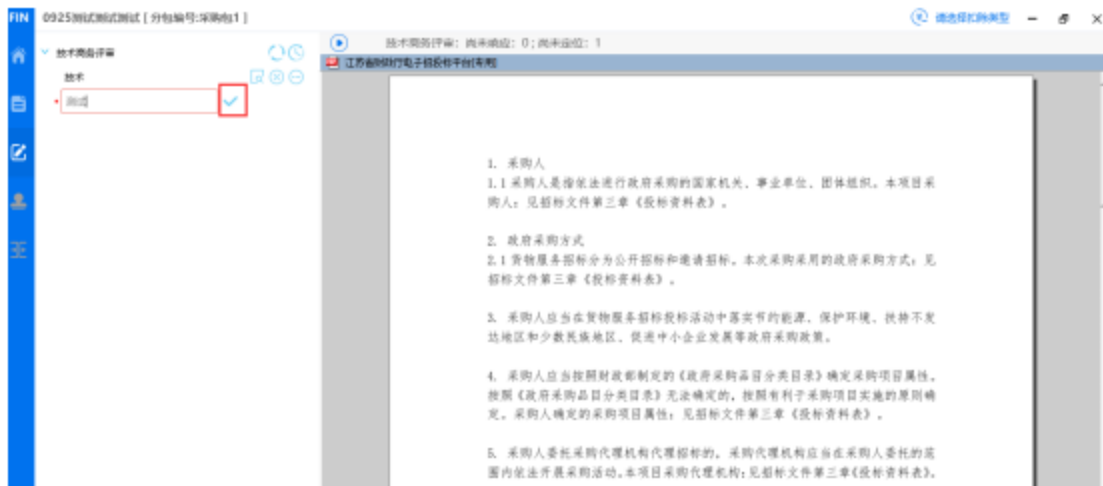 FIN 0925测试测试测试 [ 分包编号:采购包1 ] 请选择扣除类型
技术商务评审
技术
测试
技术商务评审：尚未响应：0 ; 尚未定位：1
江苏省财政厅电子招投标平台[专用]
1. 采购人
1.1 采购人是指依法进行政府采购的国家机关、事业单位、团体组织。本项目采
购人：见招标文件第三章《投标资料表》。
2. 政府采购方式
2.1 货物服务招标分为公开招标和邀请招标。本次采购采用的政府采购方式：见
招标文件第三章《投标资料表》。
3. 采购人应当在货物服务招标投标活动中落实节约能源、保护环境、扶持不发
达地区和少数民族地区、促进中小企业发展等政府采购政策。
4. 采购人应当按照财政部制定的《政府采购品目分类目录》确定采购项目属性。
按照《政府采购品目分类目录》无法确定的，按照有利于采购项目实施的原则确
定。采购人确定的采购项目属性：见招标文件第三章《投标资料表》。
5. 采购人委托采购代理机构代理招标的，采购代理机构应当在采购人委托的范
围内依法开展采购活动。本项目采购代理机构：见招标文件第三章《投标资料表》。